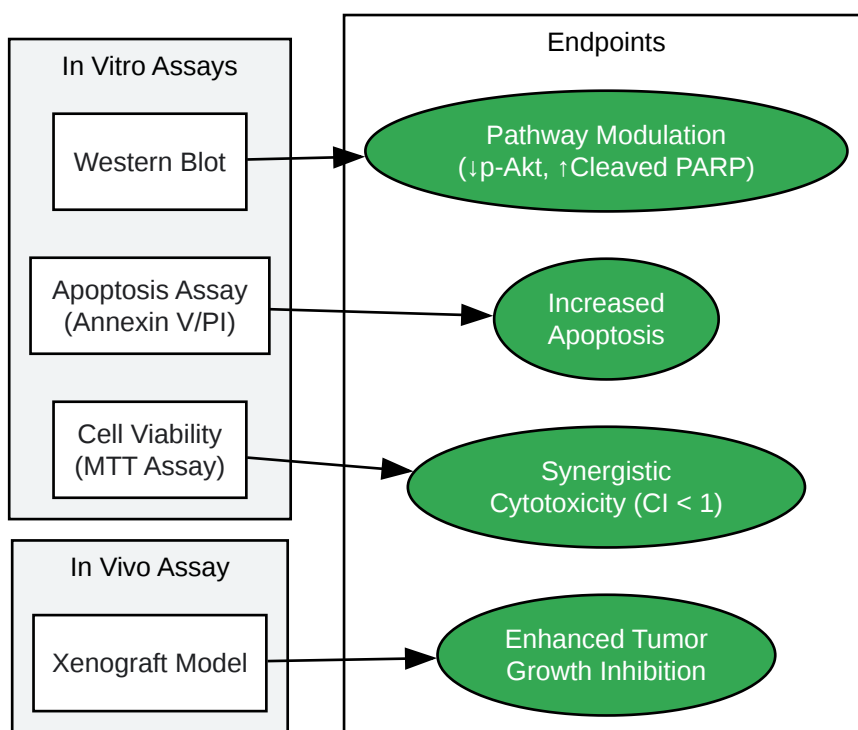 In Vitro Assays
Western Blot
Apoptosis Assay
(Annexin V/PI)
Cell Viability
(MTT Assay)
In Vivo Assay
Xenograft Model
Endpoints
Pathway Modulation
(↓p-Akt, ↑Cleaved PARP)
Increased
Apoptosis
Synergistic
Cytotoxicity (CI < 1)
Enhanced Tumor
Growth Inhibition